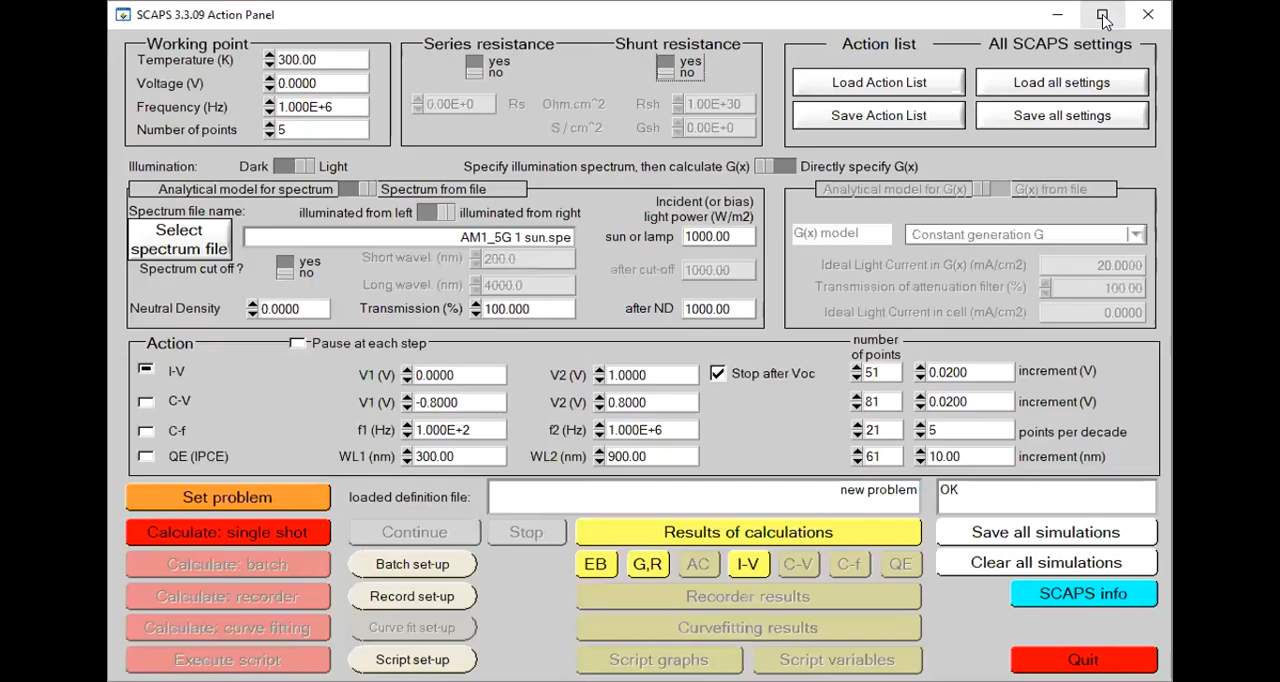 SCAPS 3.3.09 Action Panel
Working point
Temperature (K) 300.00
Voltage (V) 0.0000
Frequency (Hz) 1.000E+6
Number of points 5
Series resistance
yes
no
Shunt resistance
yes
no
0.00E+0 Rs Ohm.cm^2 Rsh 1.00E+30
S / cm^2 Gsh 0.00E+0
Action list
Load Action List
Save Action List
All SCAPS settings
Load all settings
Save all settings
Illumination: Dark Light
Specify illumination spectrum, then calculate G(x) Directly specify G(x)
Analytical model for spectrum Spectrum from file
Spectrum file name: illuminated from left illuminated from right
Select
spectrum file
AM1_5G 1 sun.spe
Spectrum cut off? yes
no
Short wavel. (nm) 200.0
Long wavel. (nm) 4000.0
Neutral Density 0.0000
Transmission (%) 100.000
Incident (or bias)
light power (W/m2)
sun or lamp 1000.00
after cut-off 1000.00
after ND 1000.00
Analytical model for G(x) G(x) from file
G(x) model Constant generation G
Ideal Light Current in G(x) (mA/cm2) 20.0000
Transmission of attenuation filter (%) 100.00
Ideal Light Current in cell (mA/cm2) 0.0000
Action Pause at each step
number
of points
I-V V1 (V) 0.0000 V2 (V) 1.0000 Stop after Voc 51 0.0200 increment (V)
C-V V1 (V) -0.8000 V2 (V) 0.8000 81 0.0200 increment (V)
C-f f1 (Hz) 1.000E+2 f2 (Hz) 1.000E+6 21 5 points per decade
QE (IPCE) WL1 (nm) 300.00 WL2 (nm) 900.00 61 10.00 increment (nm)
Set problem loaded definition file: new problem OK
Calculate: single shot Continue Stop Results of calculations Save all simulations
Calculate: batch Batch set-up EB G,R AC I-V C-V C-f QE Clear all simulations
Calculate: recorder Record set-up Recorder results SCAPS info
Calculate: curve fitting Curve fit set-up Curvefitting results
Execute script Script set-up Script graphs Script variables Quit